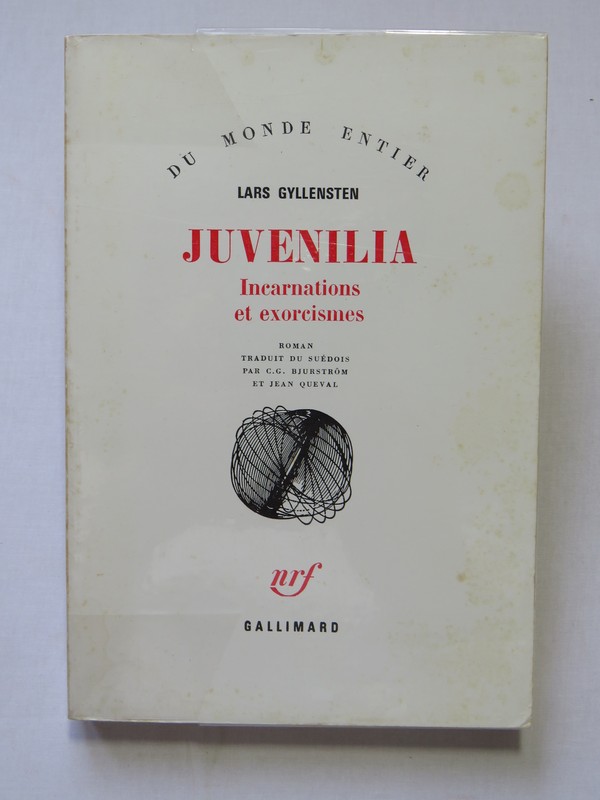 DU MONDE ENTIER
LARS GYLLENSTEN
JUVENILIA
Incarnations
et exorcismes
ROMAN
TRADUIT DU SUÉDOIS
PAR C.G. BJURSTRÖM
ET JEAN QUEVAL
nrf
GALLIMARD